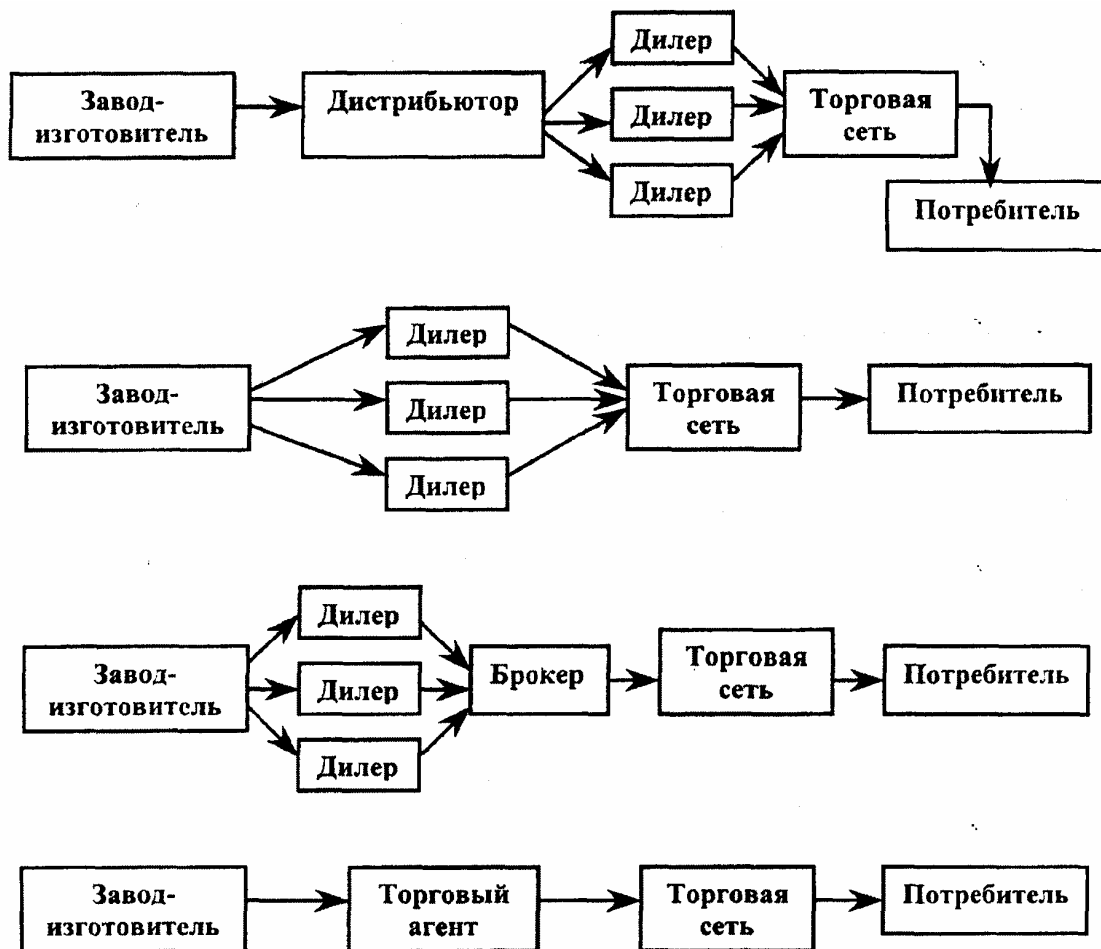 Завод-
изготовитель
Дистрибьютор
Дилер
Дилер
Дилер
Торговая
сеть
Потребитель
Завод-
изготовитель
Дилер
Дилер
Дилер
Торговая
сеть
Потребитель
Завод-
изготовитель
Дилер
Дилер
Дилер
Брокер
Торговая
сеть
Потребитель
Завод-
изготовитель
Торговый
агент
Торговая
сеть
Потребитель